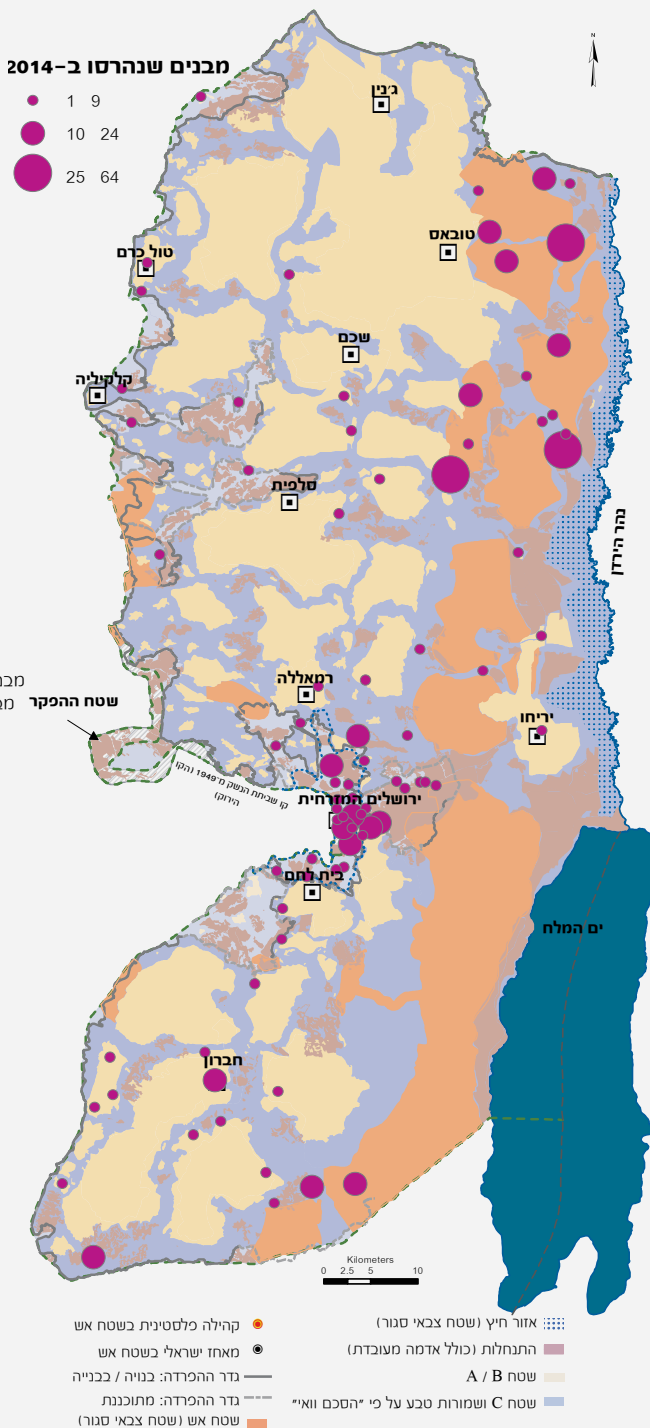 מבנים שנהרסו ב-2014
1 9
10 24
25 64
N
ג'נין
טובאס
טול כרם
שכם
קלקיליה
סלפית
נהר הירדן
רמאללה
שטח ההפקר
יריחו
קו שביתת הנשק מ־1949 (הקו
הירוק)
ירושלים המזרחית
בית לחם
ים המלח
חברון
Kilometers
0 2.5 5 10
אזור חיץ (שטח צבאי סגור)
התנחלות (כולל אדמה מעובדת)
שטח A / B
שטח C ושמורות טבע על פי "הסכם וואי"
קהילה פלסטינית בשטח אש
מאחז ישראלי בשטח אש
גדר ההפרדה: בנויה / בבנייה
גדר ההפרדה: מתוכננת
שטח אש (שטח צבאי סגור)